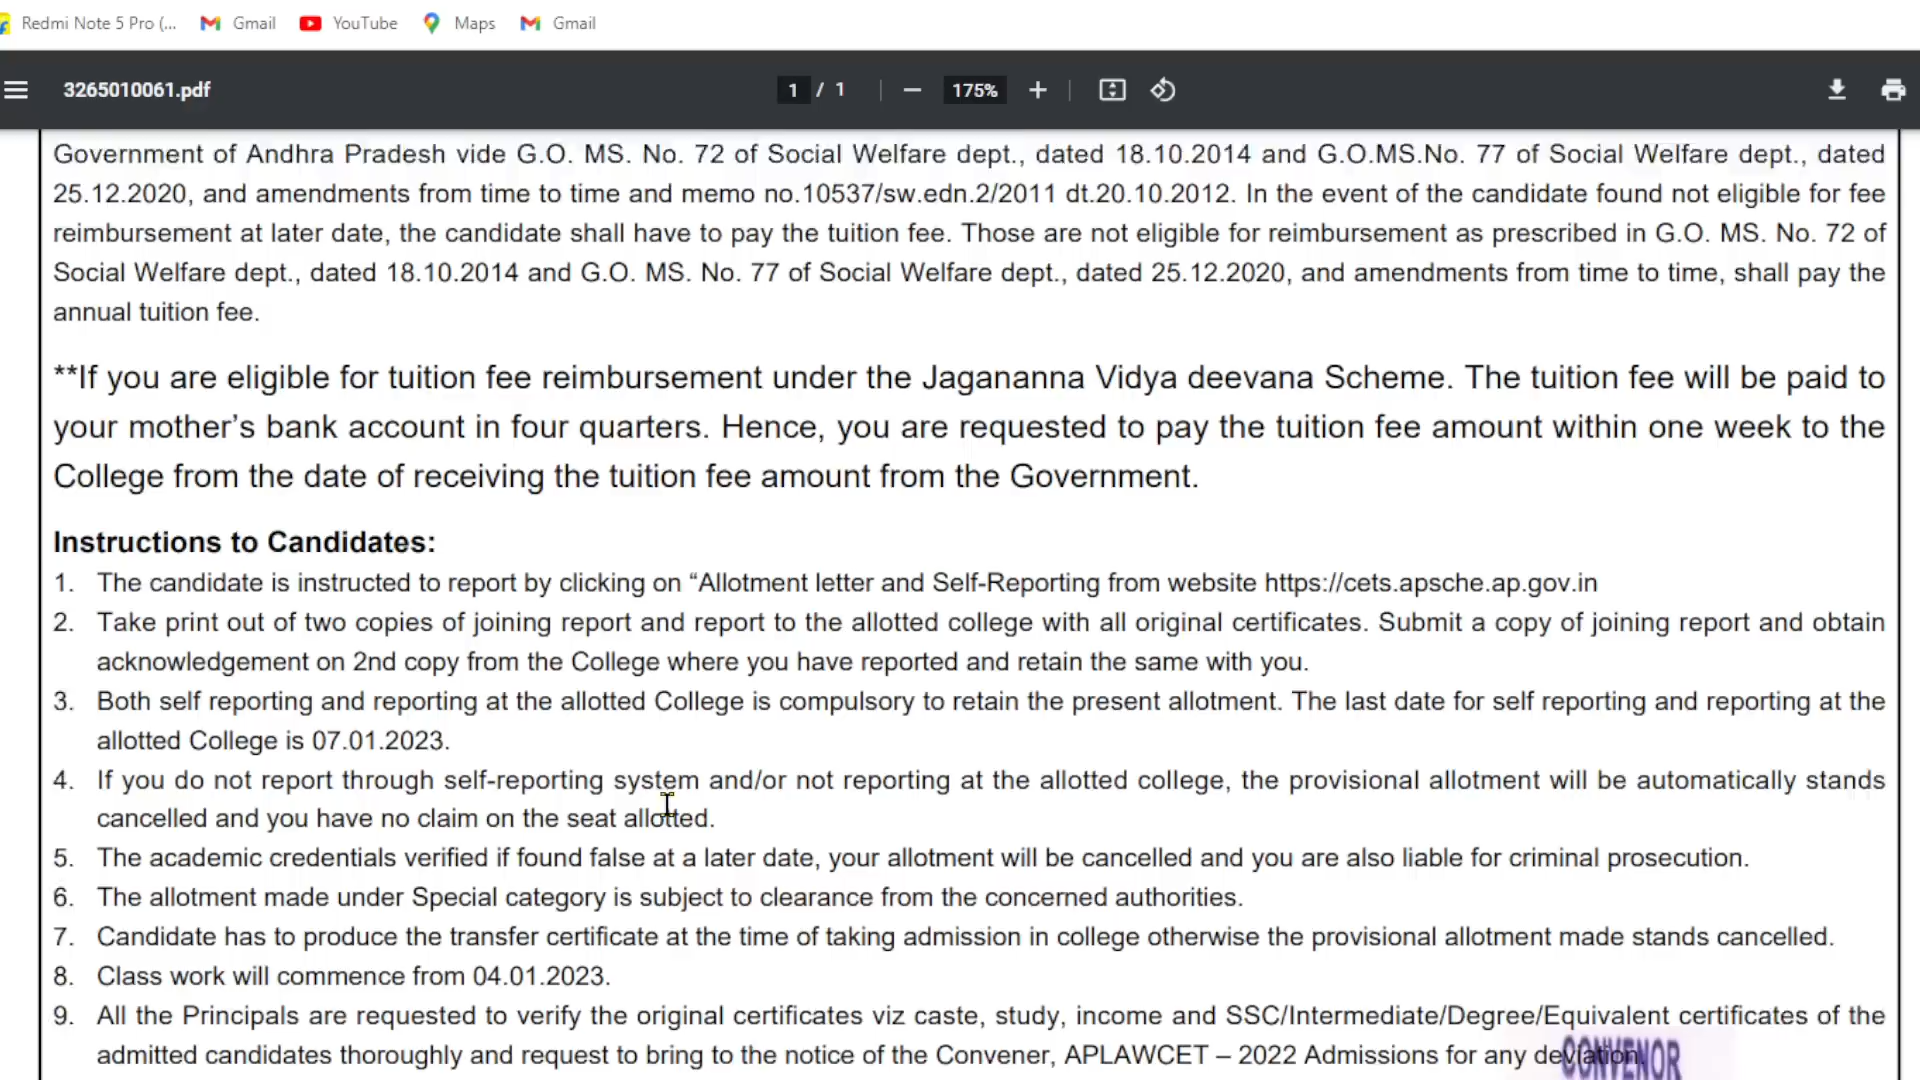 Redmi Note 5 Pro (... Gmail YouTube Maps Gmail
3265010061.pdf 1 / 1 175%
Government of Andhra Pradesh vide G.O. MS. No. 72 of Social Welfare dept., dated 18.10.2014 and G.O.MS.No. 77 of Social Welfare dept., dated
25.12.2020, and amendments from time to time and memo no.10537/sw.edn.2/2011 dt.20.10.2012. In the event of the candidate found not eligible for fee
reimbursement at later date, the candidate shall have to pay the tuition fee. Those are not eligible for reimbursement as prescribed in G.O. MS. No. 72 of
Social Welfare dept., dated 18.10.2014 and G.O. MS. No. 77 of Social Welfare dept., dated 25.12.2020, and amendments from time to time, shall pay the
annual tuition fee.
**If you are eligible for tuition fee reimbursement under the Jagananna Vidya deevana Scheme. The tuition fee will be paid to
your mother’s bank account in four quarters. Hence, you are requested to pay the tuition fee amount within one week to the
College from the date of receiving the tuition fee amount from the Government.
Instructions to Candidates:
1. The candidate is instructed to report by clicking on “Allotment letter and Self-Reporting from website https://cets.apsche.ap.gov.in
2. Take print out of two copies of joining report and report to the allotted college with all original certificates. Submit a copy of joining report and obtain
acknowledgement on 2nd copy from the College where you have reported and retain the same with you.
3. Both self reporting and reporting at the allotted College is compulsory to retain the present allotment. The last date for self reporting and reporting at the
allotted College is 07.01.2023.
4. If you do not report through self-reporting system and/or not reporting at the allotted college, the provisional allotment will be automatically stands
cancelled and you have no claim on the seat allotted.
5. The academic credentials verified if found false at a later date, your allotment will be cancelled and you are also liable for criminal prosecution.
6. The allotment made under Special category is subject to clearance from the concerned authorities.
7. Candidate has to produce the transfer certificate at the time of taking admission in college otherwise the provisional allotment made stands cancelled.
8. Class work will commence from 04.01.2023.
9. All the Principals are requested to verify the original certificates viz caste, study, income and SSC/Intermediate/Degree/Equivalent certificates of the
admitted candidates thoroughly and request to bring to the notice of the Convener, APLAWCET – 2022 Admissions for any deviation.
CONVENOR